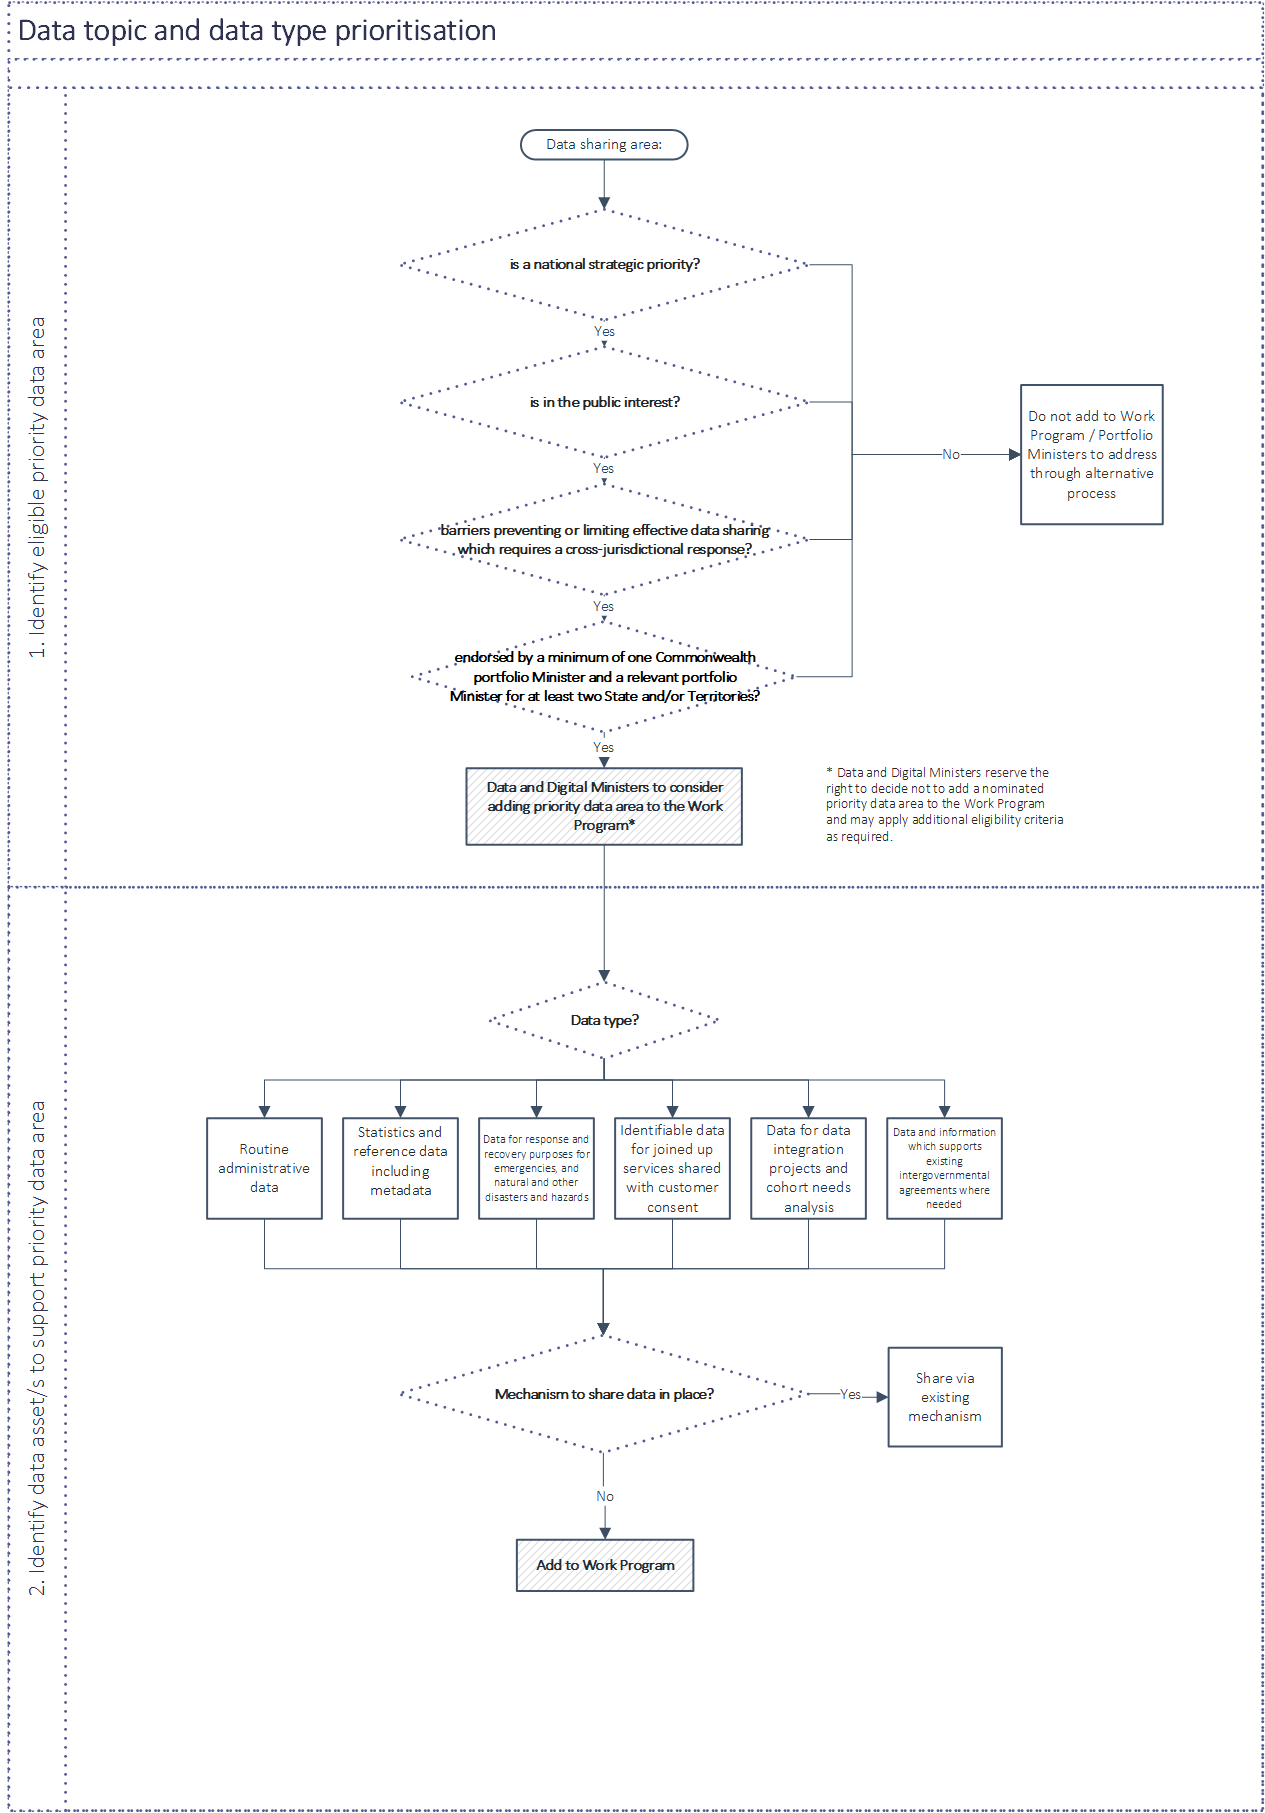 Data topic and data type prioritisation
1. Identify eligible priority data area
Data sharing area:
is a national strategic priority?
Yes
is in the public interest?
Yes
barriers preventing or limiting effective data sharing
which requires a cross-jurisdictional response?
Yes
endorsed by a minimum of one Commonwealth
portfolio Minister and a relevant portfolio
Minister for at least two State and/or Territories?
Yes
No
Do not add to Work
Program / Portfolio
Ministers to address
through alternative
process
Data and Digital Ministers to consider
adding priority data area to the Work
Program*
* Data and Digital Ministers reserve the
right to decide not to add a nominated
priority data area to the Work Program
and may apply additional eligibility criteria
as required.
2. Identify data asset/s to support priority data area
Data type?
Routine
administrative
data
Statistics and
reference data
including
metadata
Data for response and
recovery purposes for
emergencies, and
natural and other
disasters and hazards
Identifiable data
for joined up
services shared
with customer
consent
Data for data
integration
projects and
cohort needs
analysis
Data and information
which supports
existing
intergovernmental
agreements where
needed
Mechanism to share data in place?
Yes
Share via
existing
mechanism
No
Add to Work Program